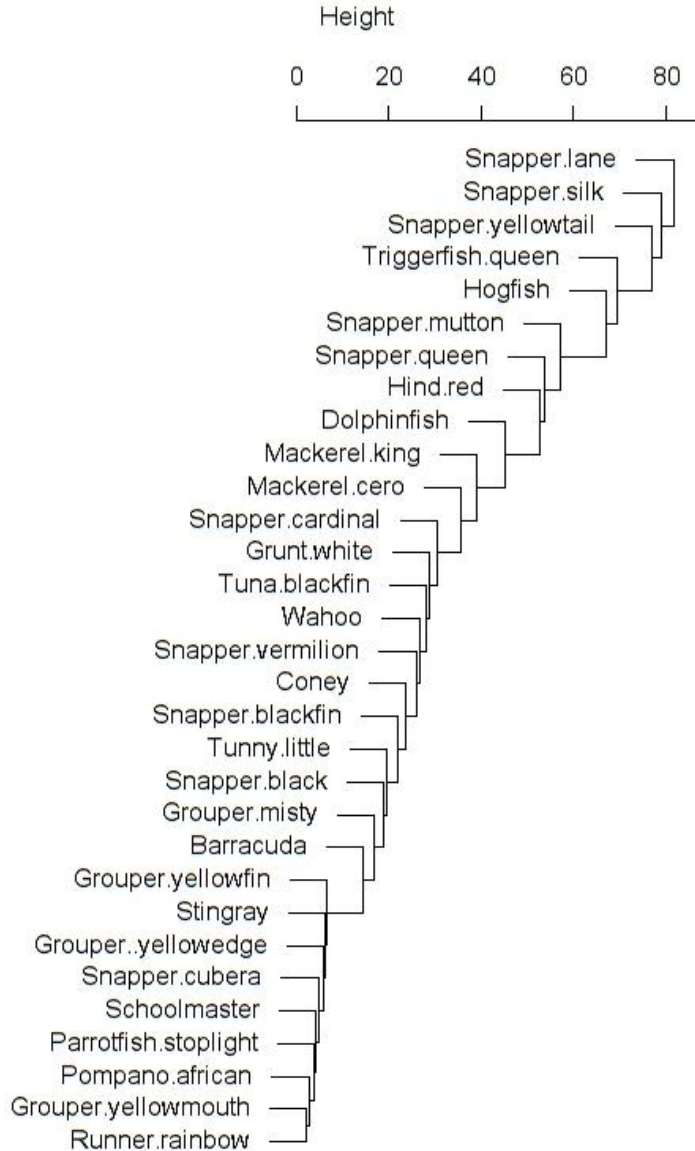 Height
0 20 40 60 80
Snapper.lane
Snapper.silk
Snapper.yellowtail
Triggerfish.queen
Hogfish
Snapper.mutton
Snapper.queen
Hind.red
Dolphinfish
Mackerel.king
Mackerel.cero
Snapper.cardinal
Grunt.white
Tuna.blackfin
Wahoo
Snapper.vermilion
Coney
Snapper.blackfin
Tunny.little
Snapper.black
Grouper.misty
Barracuda
Grouper.yellowfin
Stingray
Grouper..yellowedge
Snapper.cubera
Schoolmaster
Parrotfish.stoplight
Pompano.african
Grouper.yellowmouth
Runner.rainbow